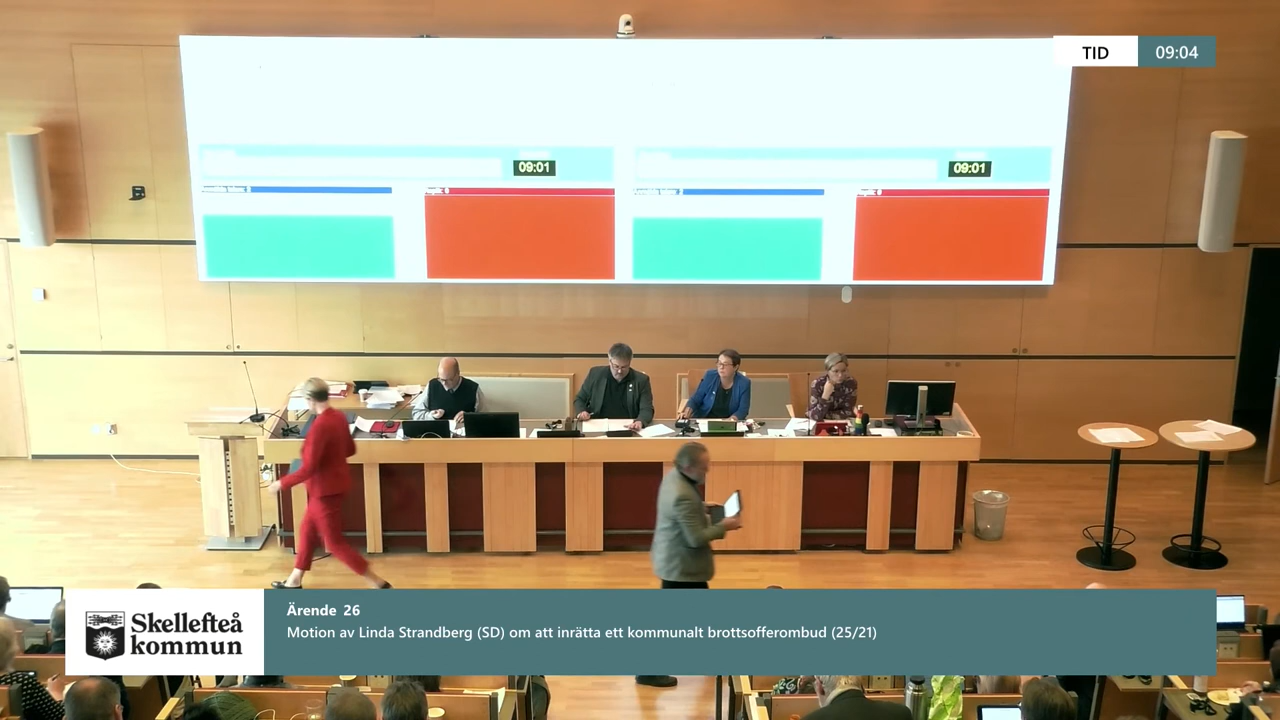 TID 09:04
09:01 09:01
Ärende 26
Motion av Linda Strandberg (SD) om att inrätta ett kommunalt brottsofferombud (25/21)
Skellefteå
kommun